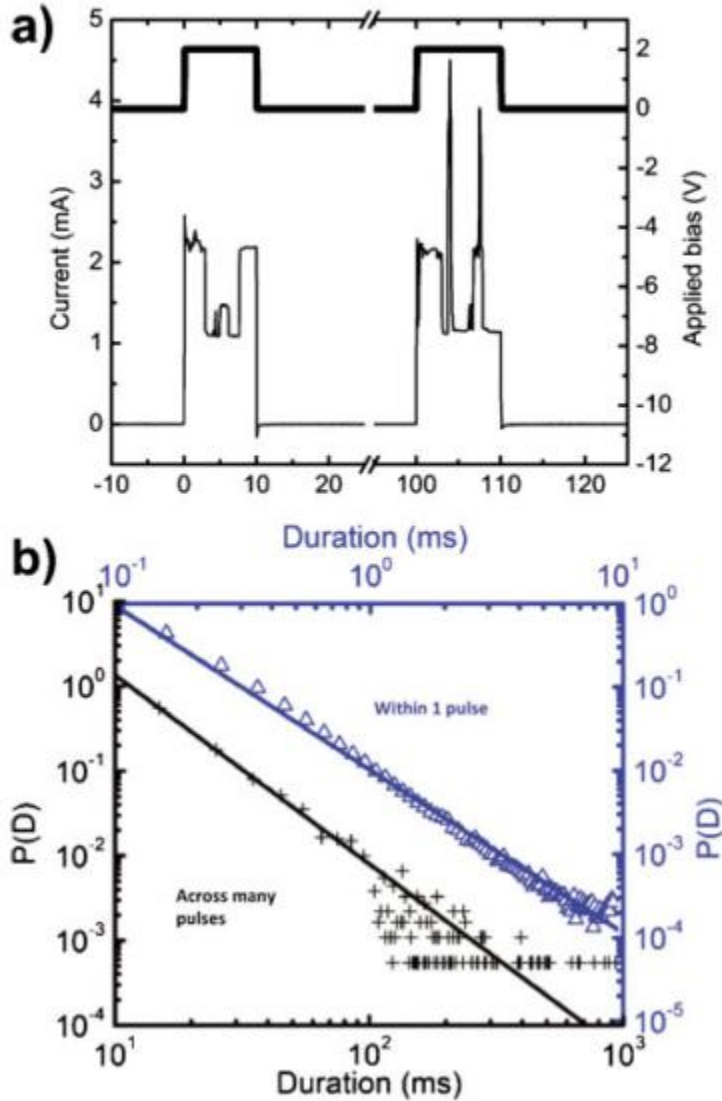 a)
5
4
3
2
1
0
Current (mA)
2
0
-2
-4
-6
-8
-10
-12
Applied bias (V)
-10 0 10 20 100 110 120
Duration (ms)
b)
10^-1 10^0 10^1
10^1
10^0
10^-1
10^-2
10^-3
10^-4
P(D)
10^0
10^-1
10^-2
10^-3
10^-4
10^-5
P(D)
Within 1 pulse
Across many
pulses
10^1 10^2 10^3
Duration (ms)